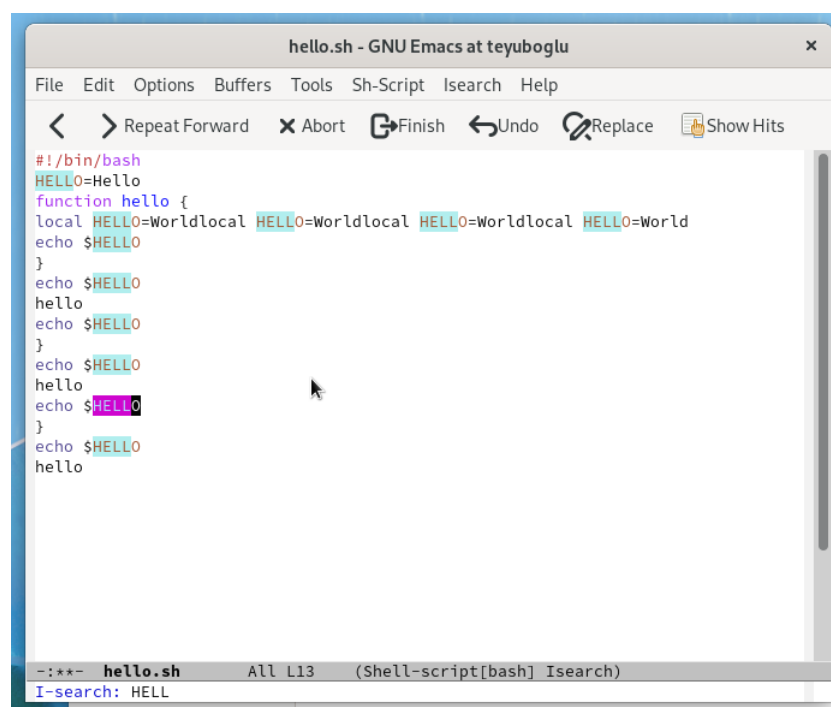 hello.sh - GNU Emacs at teyuboglu ×
File Edit Options Buffers Tools Sh-Script Isearch Help
Repeat Forward Abort Finish Undo Replace Show Hits
#!/bin/bash
HELLO=Hello
function hello {
local HELLO=Worldlocal HELLO=Worldlocal HELLO=Worldlocal HELLO=World
echo $HELLO
}
echo $HELLO
hello
echo $HELLO
}
echo $HELLO
hello
echo $HELLO
}
echo $HELLO
hello
-:**- hello.sh All L13 (Shell-script[bash] Isearch)
I-search: HELL